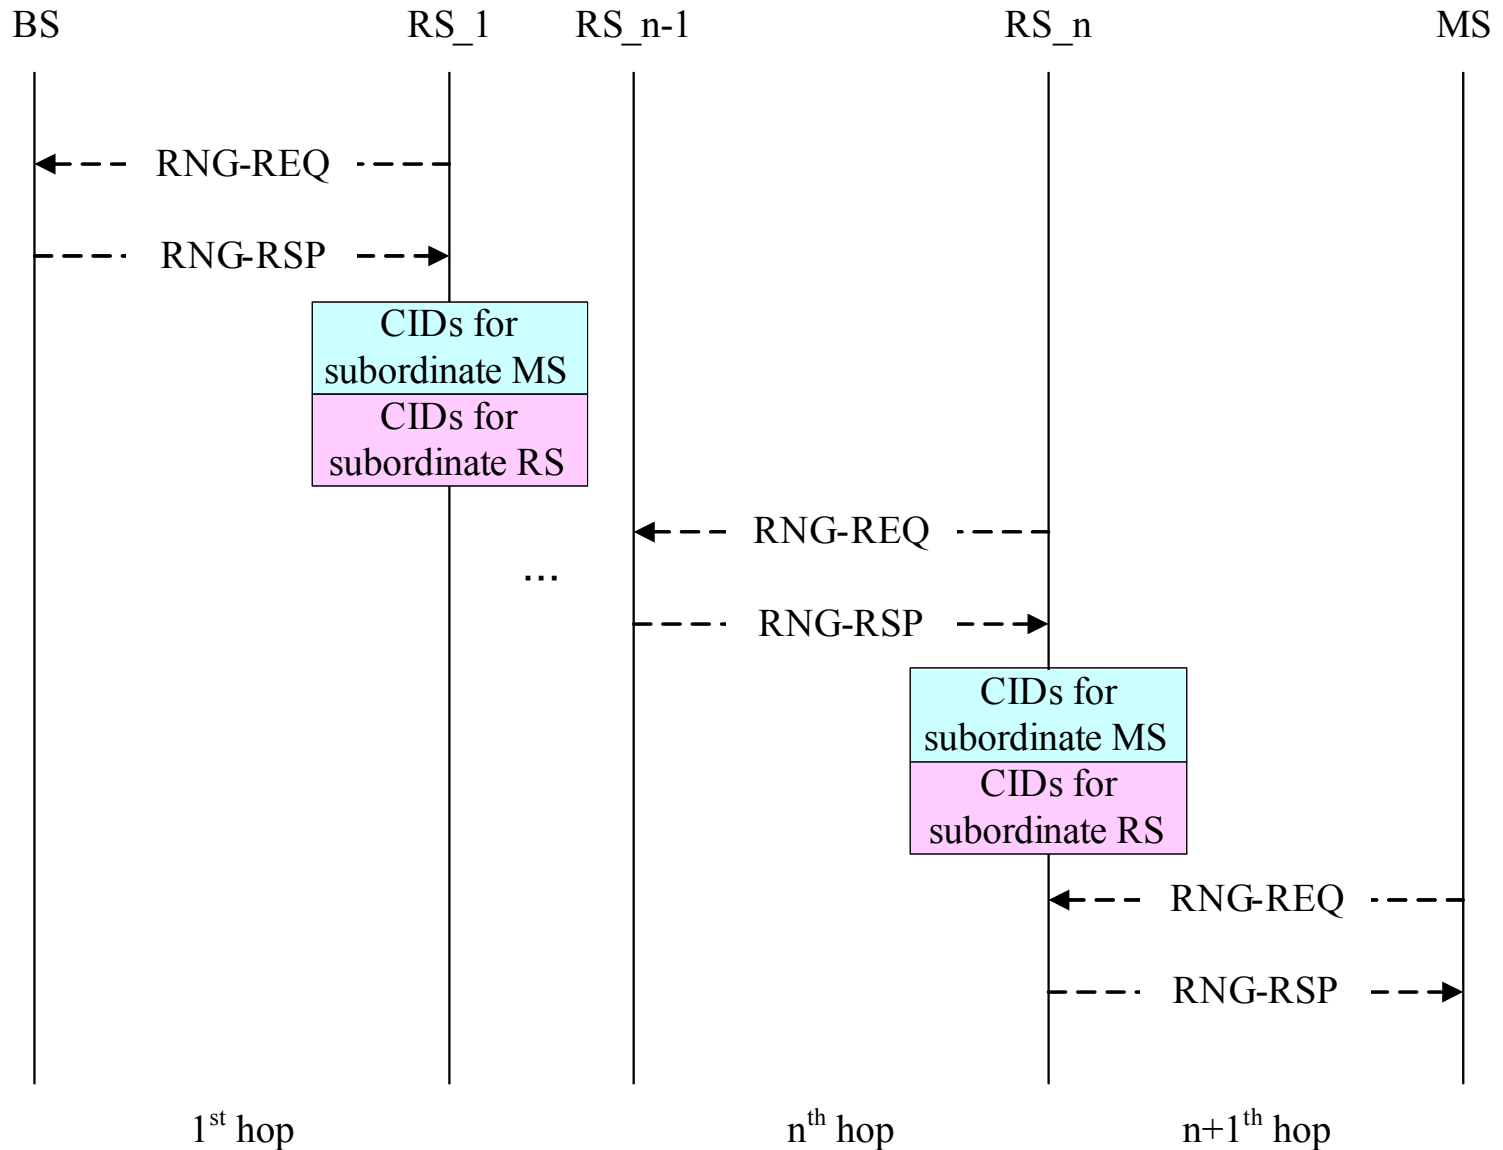 BS RS_1 RS_n-1 RS_n MS
RNG-REQ
RNG-RSP
CIDs for
subordinate MS
CIDs for
subordinate RS
RNG-REQ
...
RNG-RSP
CIDs for
subordinate MS
CIDs for
subordinate RS
RNG-REQ
RNG-RSP
1st hop nth hop n+1th hop